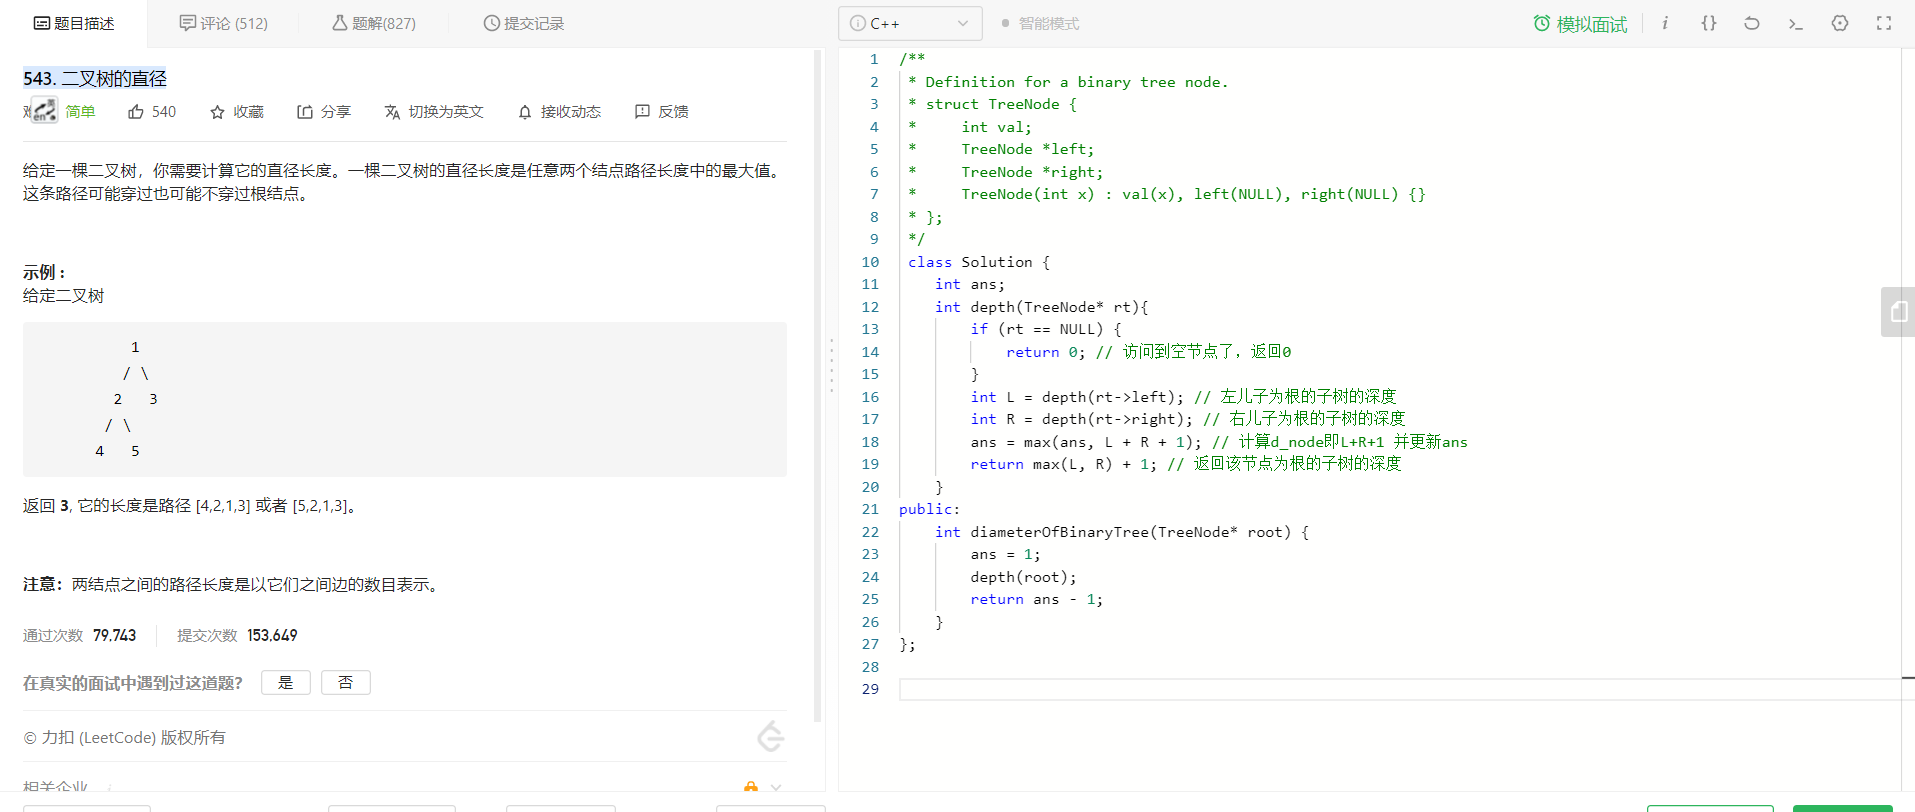 题目描述
评论 (512)
题解(827)
提交记录
C++
智能模式
模拟面试
543. 二叉树的直径
简单
540
收藏
分享
切换为英文
接收动态
反馈
给定一棵二叉树，你需要计算它的直径长度。一棵二叉树的直径长度是任意两个结点路径长度中的最大值。
这条路径可能穿过也可能不穿过根结点。
示例 :
给定二叉树
1
/ \
2 3
/ \
4 5
返回 3, 它的长度是路径 [4,2,1,3] 或者 [5,2,1,3]。
注意：两结点之间的路径长度是以它们之间边的数目表示。
通过次数 79,743 提交次数 153,649
在真实的面试中遇到过这道题? 是 否
© 力扣 (LeetCode) 版权所有
相关企业
1 /**
2 * Definition for a binary tree node.
3 * struct TreeNode {
4 *     int val;
5 *     TreeNode *left;
6 *     TreeNode *right;
7 *     TreeNode(int x) : val(x), left(NULL), right(NULL) {}
8 * };
9 */
10 class Solution {
11 int ans;
12 int depth(TreeNode* rt){
13 if (rt == NULL) {
14 return 0; // 访问到空节点了，返回0
15 }
16 int L = depth(rt->left); // 左儿子为根的子树的深度
17 int R = depth(rt->right); // 右儿子为根的子树的深度
18 ans = max(ans, L + R + 1); // 计算d_node即L+R+1 并更新ans
19 return max(L, R) + 1; // 返回该节点为根的子树的深度
20 }
21 public:
22 int diameterOfBinaryTree(TreeNode* root) {
23 ans = 1;
24 depth(root);
25 return ans - 1;
26 }
27 };
28
29